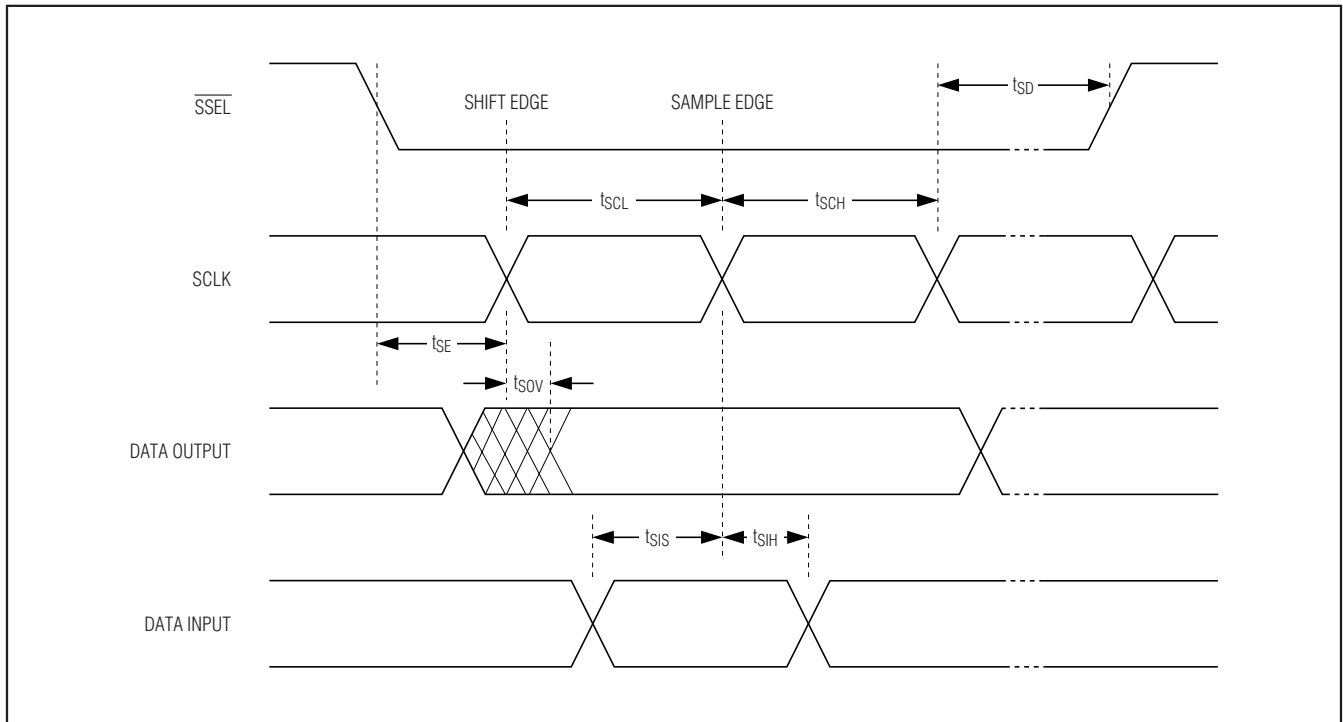 SSEL
SHIFT EDGE
SAMPLE EDGE
tSD
tSCL
tSCH
SCLK
tSE
tSOV
DATA OUTPUT
tSIS
tSIH
DATA INPUT